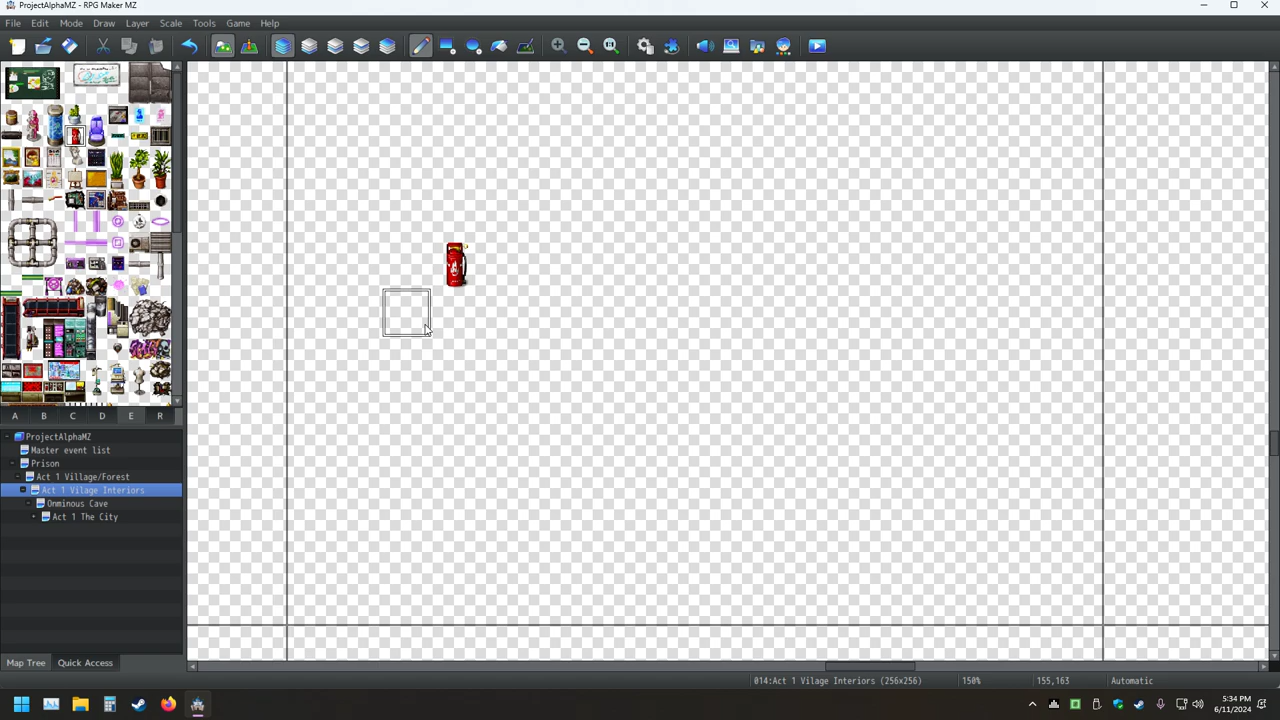 ProjectAlphaMZ - RPG Maker MZ
File Edit Mode Draw Layer Scale Tools Game Help
A B C D E R
ProjectAlphaMZ
Master event list
Prison
Act 1 Village/Forest
Act 1 Vilage Interiors
Onminous Cave
Act 1 The City
Map Tree Quick Access
014:Act 1 Vilage Interiors (256x256) 150% 155,163 Automatic
5:34 PM
6/11/2024